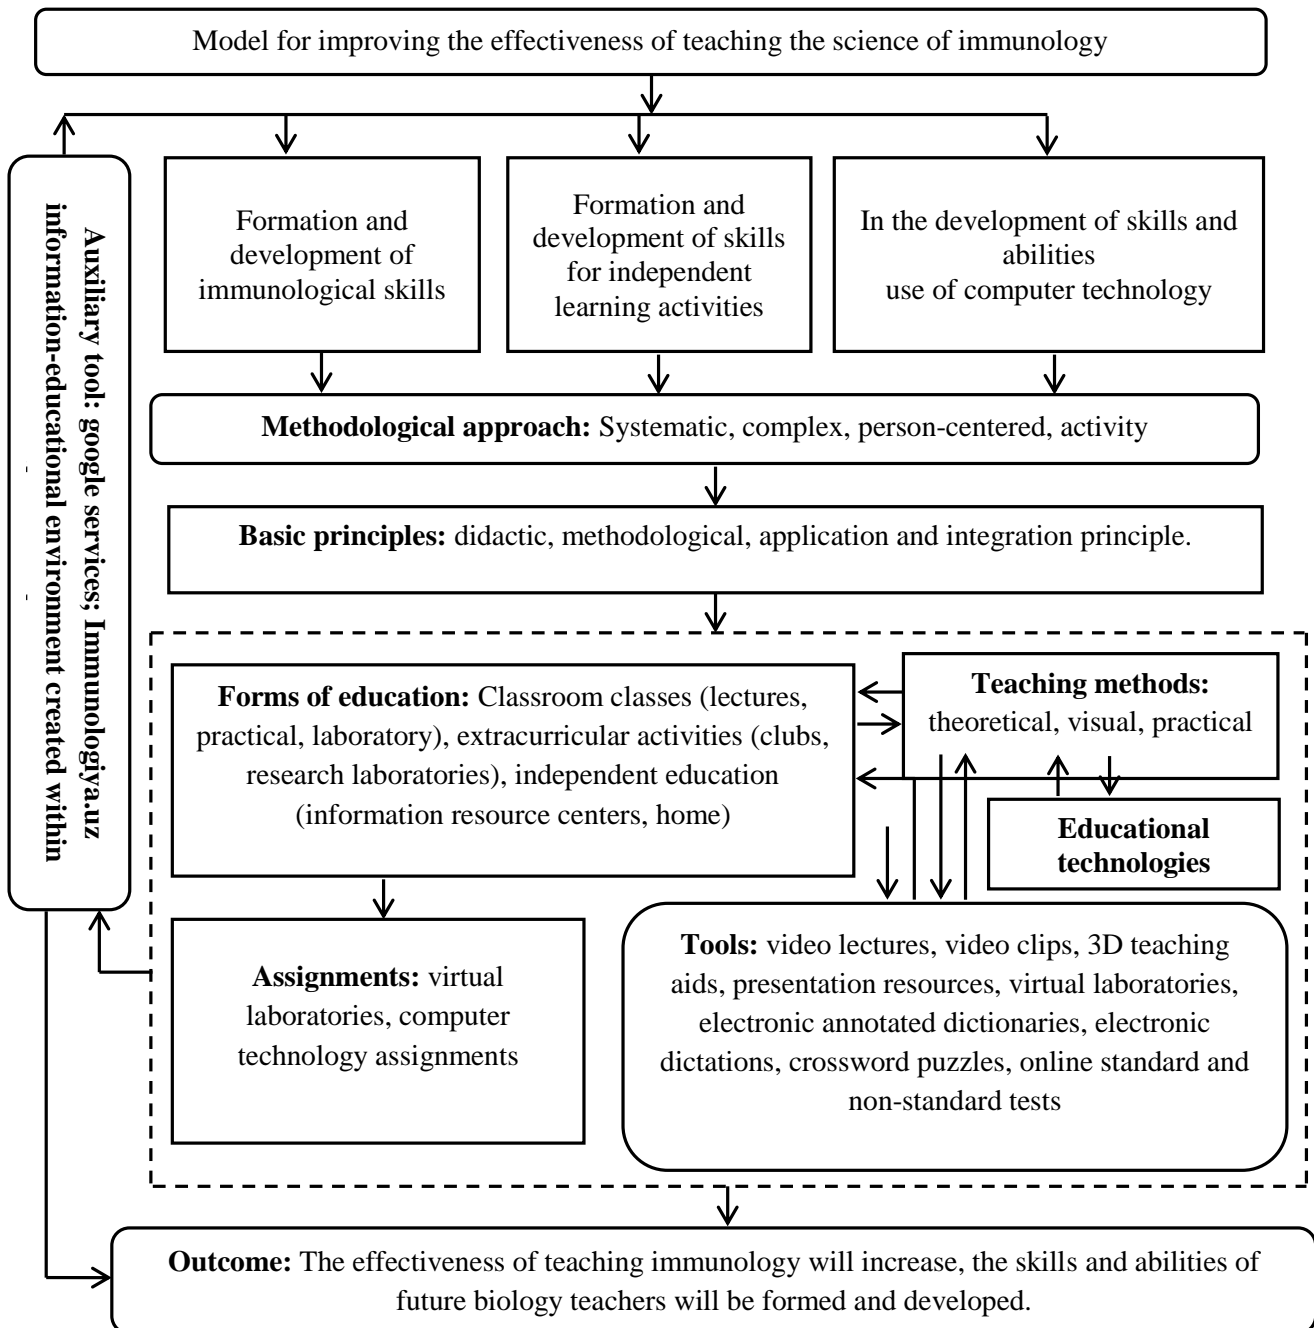 Model for improving the effectiveness of teaching the science of immunology
Auxiliary tool: google services; Immunologiya.uz
information-educational environment created within
Formation and
development of
immunological skills
Formation and
development of skills
for independent
learning activities
In the development of skills and
abilities
use of computer technology
Methodological approach: Systematic, complex, person-centered, activity
Basic principles: didactic, methodological, application and integration principle.
Forms of education: Classroom classes (lectures,
practical, laboratory), extracurricular activities (clubs,
research laboratories), independent education
(information resource centers, home)
Teaching methods:
theoretical, visual, practical
Educational
technologies
Assignments: virtual
laboratories, computer
technology assignments
Tools: video lectures, video clips, 3D teaching
aids, presentation resources, virtual laboratories,
electronic annotated dictionaries, electronic
dictations, crossword puzzles, online standard and
non-standard tests
Outcome: The effectiveness of teaching immunology will increase, the skills and abilities of
future biology teachers will be formed and developed.